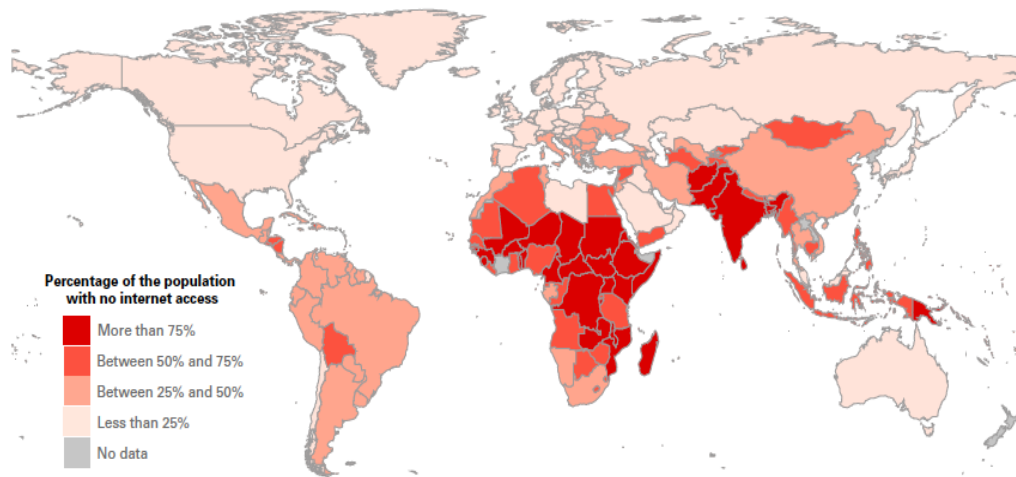 Percentage of the population
with no internet access
More than 75%
Between 50% and 75%
Between 25% and 50%
Less than 25%
No data